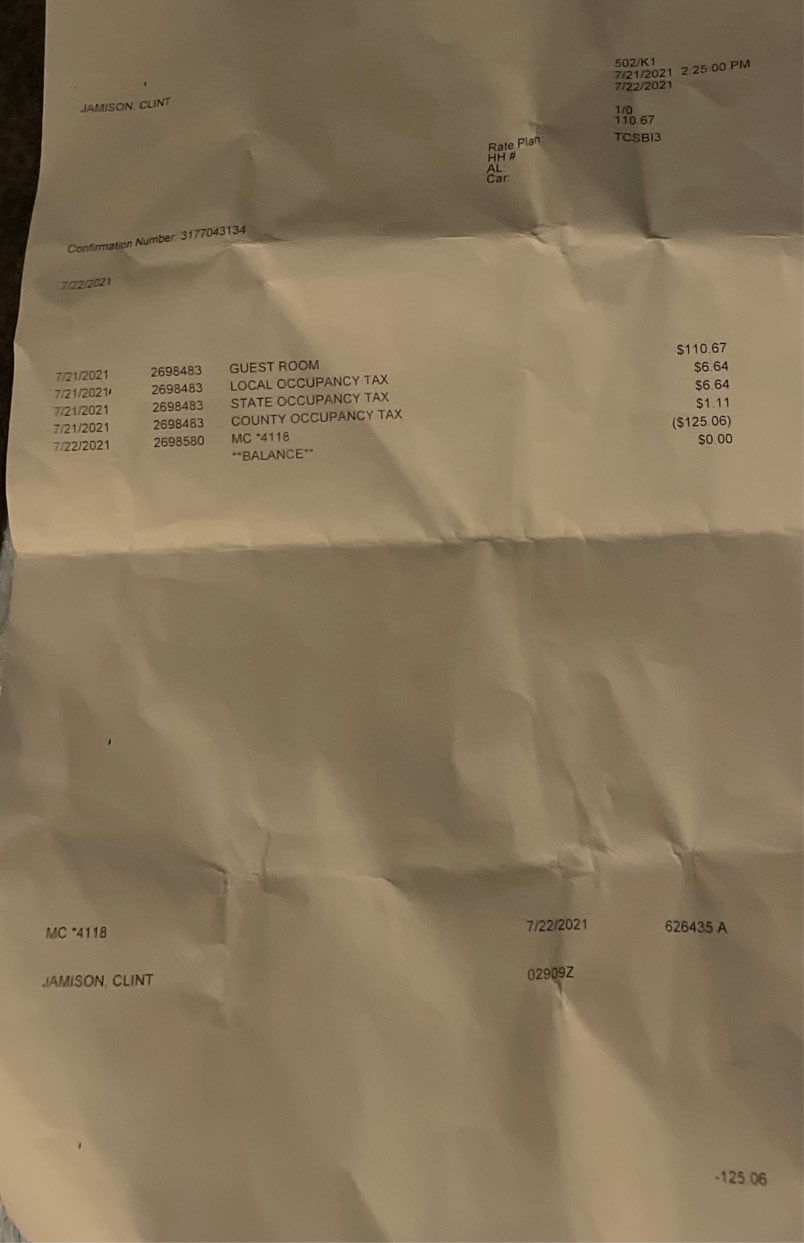 502/K1
7/21/2021 2:25:00 PM
7/22/2021
JAMISON, CLINT
1/0
110.67
Rate Plan: TCSBI3
HH #
AL:
Car:
Confirmation Number: 3177043134
7/22/2021
7/21/2021 2698483 GUEST ROOM $110.67
7/21/2021 2698483 LOCAL OCCUPANCY TAX $6.64
7/21/2021 2698483 STATE OCCUPANCY TAX $6.64
7/21/2021 2698483 COUNTY OCCUPANCY TAX $1.11
7/22/2021 2698580 MC *4118 ($125.06)
**BALANCE** $0.00
MC *4118 7/22/2021 626435 A
JAMISON, CLINT 02909Z
-125.06